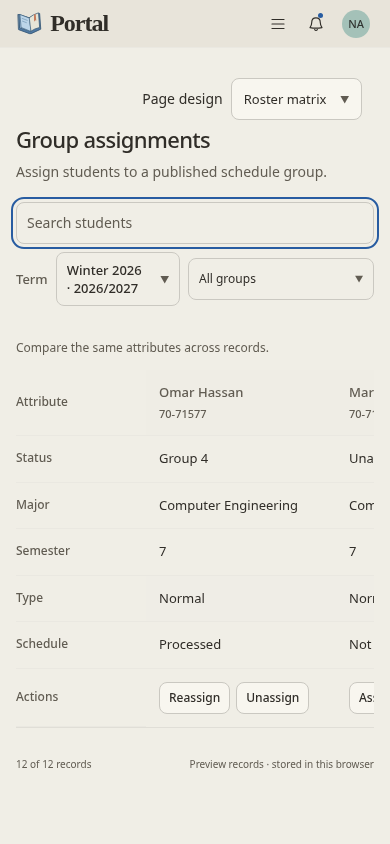 Portal
NA
Page design
Roster matrix
Group assignments
Assign students to a published schedule group.
Search students
Term
Winter 2026
· 2026/2027
All groups
Compare the same attributes across records.
Attribute
Omar Hassan
70-71577
Status
Group 4
Major
Computer Engineering
Semester
7
7
Type
Normal
Schedule
Processed
Not
Actions
Reassign
Unassign
12 of 12 records
Preview records · stored in this browser